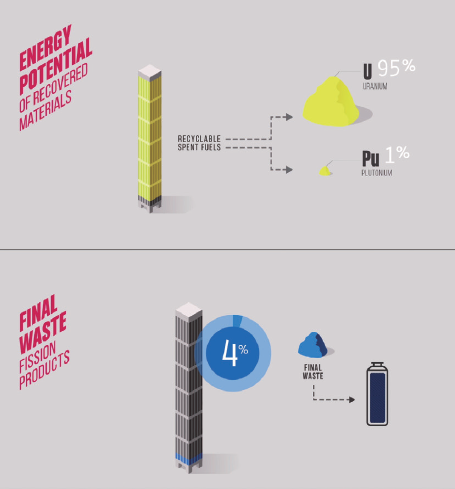 ENERGY
POTENTIAL
OF RECOVERED
MATERIALS
RECYCLABLE
SPENT FUELS
U 95%
URANIUM
Pu 1%
PLUTONIUM
FINAL
WASTE
FISSION
PRODUCTS
4%
FINAL
WASTE